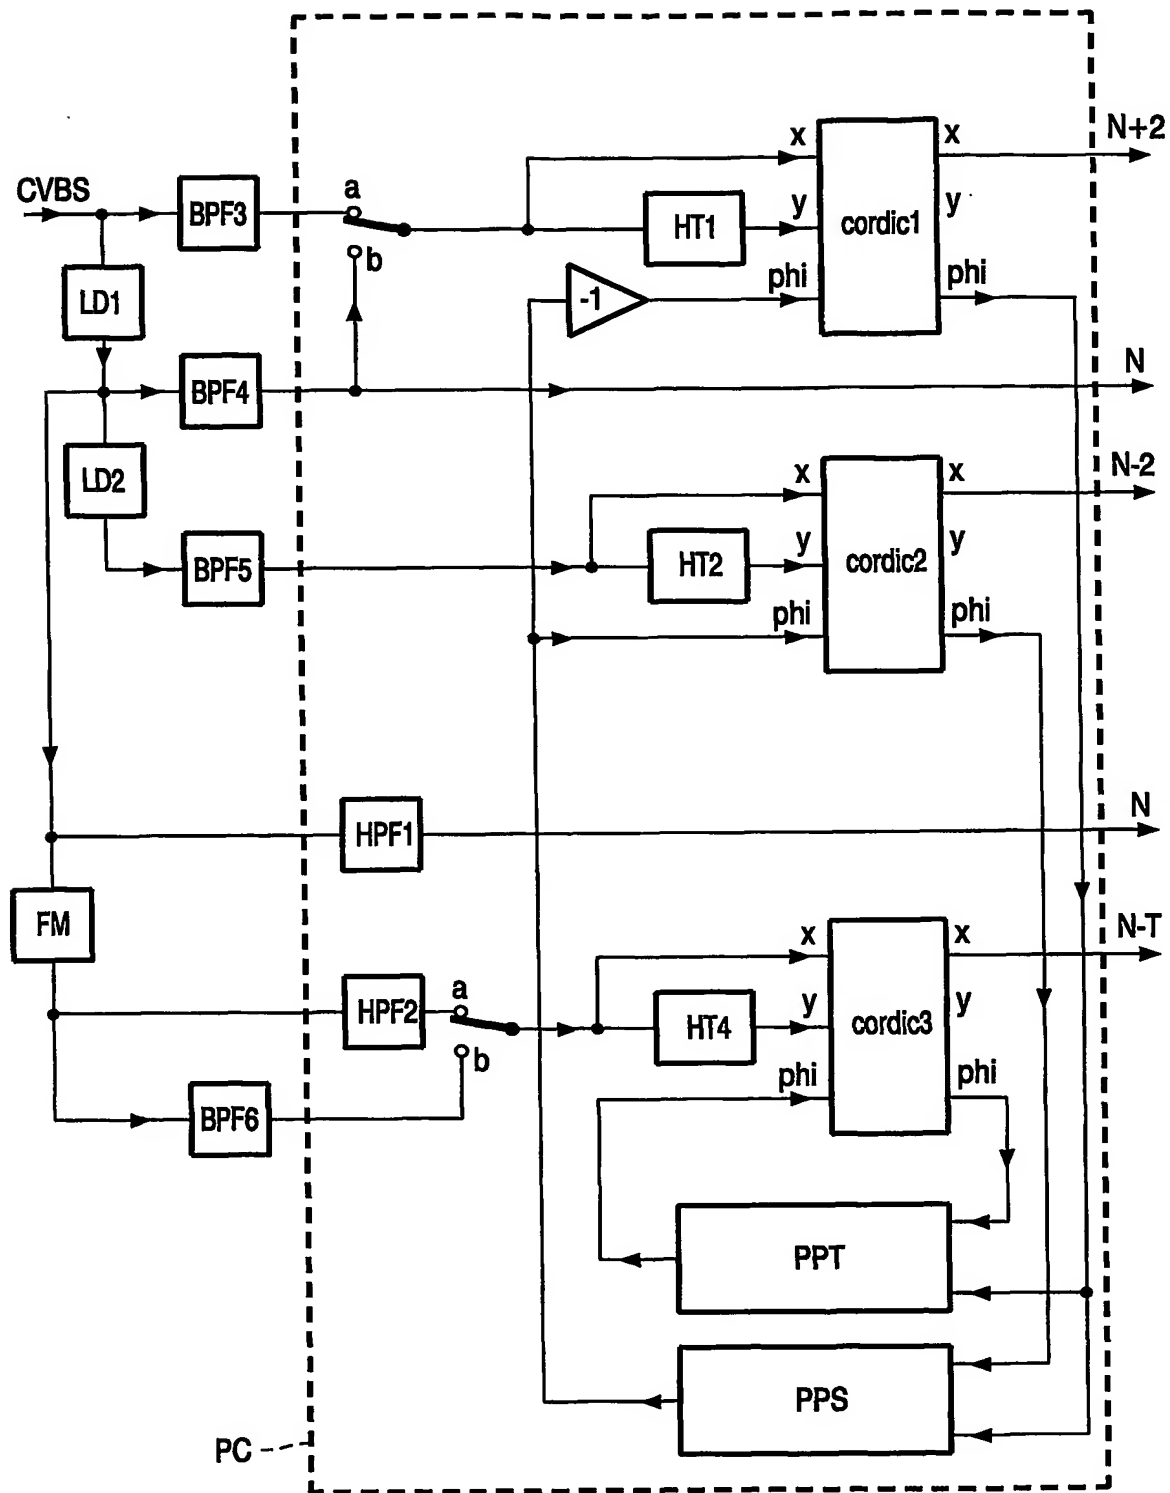 CVBS
BPF3
a
b
x
y
phi
HT1
-1
cordic1
x
y
phi
N+2
LD1
BPF4
N
LD2
BPF5
x
y
phi
HT2
cordic2
x
y
phi
N-2
HPF1
N
FM
HPF2
a
b
BPF6
x
y
phi
HT4
cordic3
x
y
phi
N-T
PPT
PPS
PC